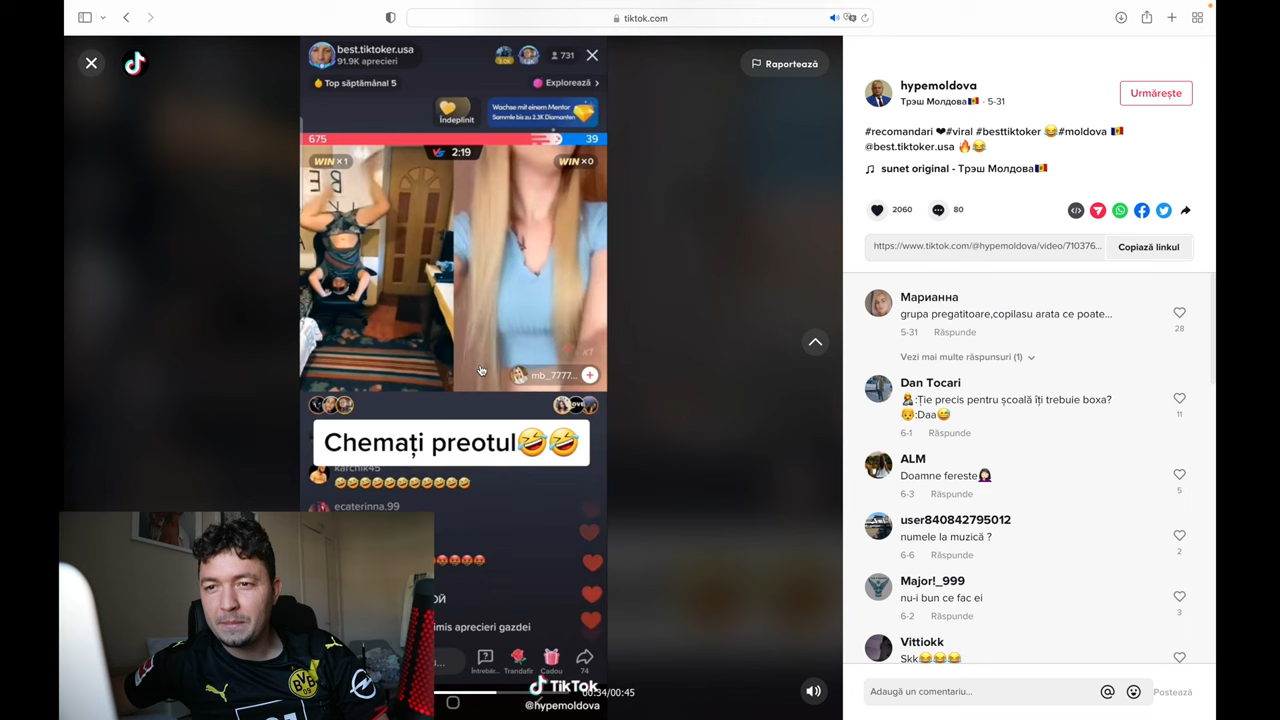 tiktok.com
best.tiktoker.usa
91.9K aprecieri
731
Top săptămânal 5
Explorează >
Îndeplinit
Wachse mit einem Mentor
Sammle bis zu 2.3K Diamanten
675
39
VS 2:19
WIN ×1
WIN ×0
mb_7777...
Chemați preotul🤣🤣
karchik45
🤣🤣🤣🤣🤣🤣🤣🤣🤣🤣🤣
ecaterinna.99
imis aprecieri gazdei
Întrebăr...
Trandafir
Cadou
74
TikTok
@hypemoldova
00:34/00:45
Raportează
hypemoldova
Трэш Молдова🇲🇩 · 5-31
Urmărește
#recomandari ❤#viral #besttiktoker 😂#moldova 🇲🇩
@best.tiktoker.usa 🔥😂
sunet original - Трэш Молдова🇲🇩
2060
80
https://www.tiktok.com/@hypemoldova/video/710376...
Copiază linkul
Марианна
grupa pregatitoare,copilasu arata ce poate...
5-31 Răspunde
28
Vezi mai multe răspunsuri (1)
Dan Tocari
🧑‍🏫:Ție precis pentru școală îți trebuie boxa?
😔:Daa😅
6-1 Răspunde
11
ALM
Doamne fereste🤦🏻‍♀️
6-3 Răspunde
5
user840842795012
numele la muzică ?
6-6 Răspunde
2
Major!_999
nu-i bun ce fac ei
6-2 Răspunde
3
Vittiokk
Skk😂😂😂
Adaugă un comentariu...
Postează